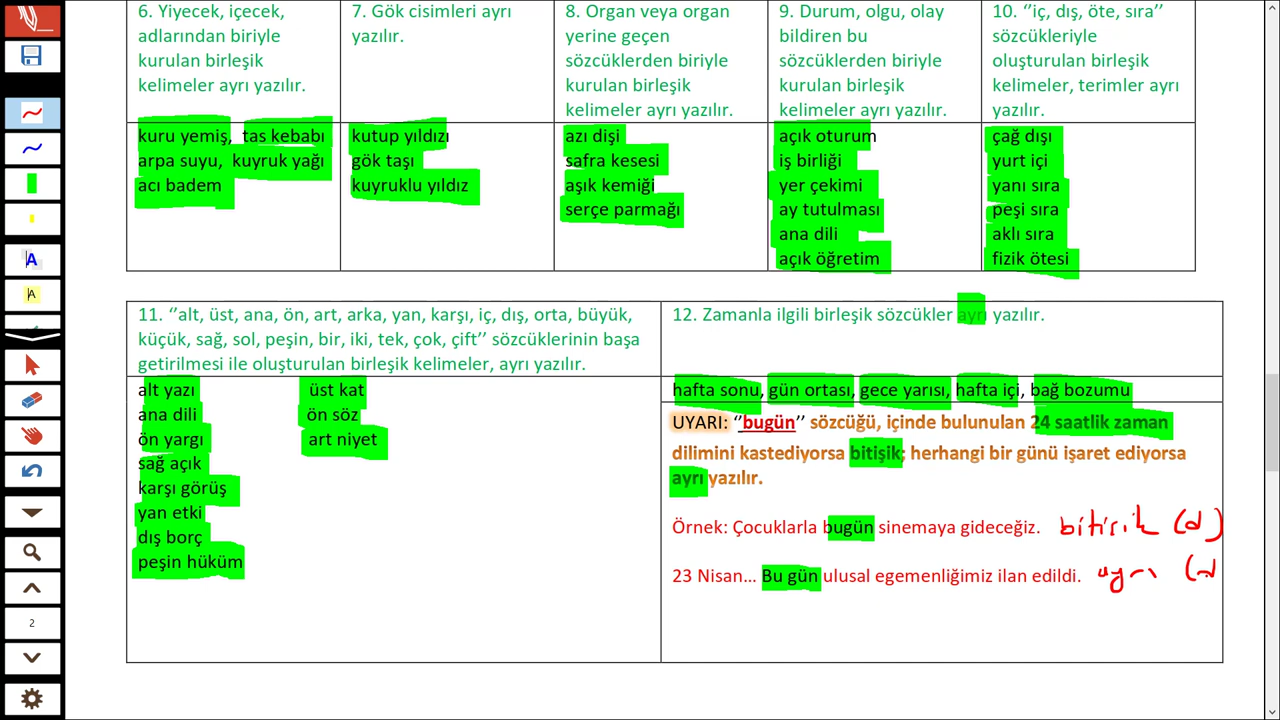 6. Yiyecek, içecek,
adlarından biriyle
kurulan birleşik
kelimeler ayrı yazılır.
7. Gök cisimleri ayrı
yazılır.
8. Organ veya organ
yerine geçen
sözcüklerden biriyle
kurulan birleşik
kelimeler ayrı yazılır.
9. Durum, olgu, olay
bildiren bu
sözcüklerden biriyle
kurulan birleşik
kelimeler ayrı yazılır.
10. ‘’iç, dış, öte, sıra’’
sözcükleriyle
oluşturulan birleşik
kelimeler, terimler ayrı
yazılır.
kuru yemiş, tas kebabı
arpa suyu, kuyruk yağı
acı badem
kutup yıldızı
gök taşı
kuyruklu yıldız
azı dişi
safra kesesi
aşık kemiği
serçe parmağı
açık oturum
iş birliği
yer çekimi
ay tutulması
ana dili
açık öğretim
çağ dışı
yurt içi
yanı sıra
peşi sıra
aklı sıra
fizik ötesi
11. ‘’alt, üst, ana, ön, art, arka, yan, karşı, iç, dış, orta, büyük,
küçük, sağ, sol, peşin, bir, iki, tek, çok, çift’’ sözcüklerinin başa
getirilmesi ile oluşturulan birleşik kelimeler, ayrı yazılır.
alt yazı üst kat
ana dili ön söz
ön yargı art niyet
sağ açık
karşı görüş
yan etki
dış borç
peşin hüküm
12. Zamanla ilgili birleşik sözcükler ayrı yazılır.
hafta sonu, gün ortası, gece yarısı, hafta içi, bağ bozumu
UYARI: ‘’bugün’’ sözcüğü, içinde bulunulan 24 saatlik zaman
dilimini kastediyorsa bitişik; herhangi bir günü işaret ediyorsa
ayrı yazılır.
Örnek: Çocuklarla bugün sinemaya gideceğiz. bitişik (d)
23 Nisan... Bu gün ulusal egemenliğimiz ilan edildi. ayrı (d
A
A
2